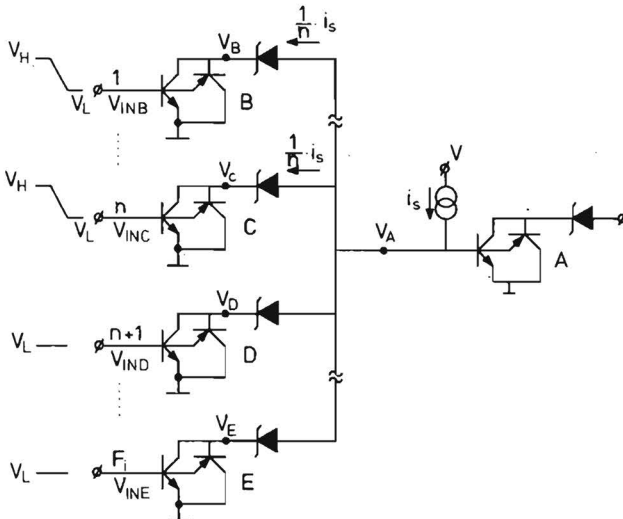 1/n · i_s
V_H
V_B
1
V_L
V_INB
B
1/n · i_s
V_H
V_C
V
n
i_s
V_L
V_INC
C
V_A
A
V_D
n+1
V_L
V_IND
D
V_E
F_i
V_L
V_INE
E